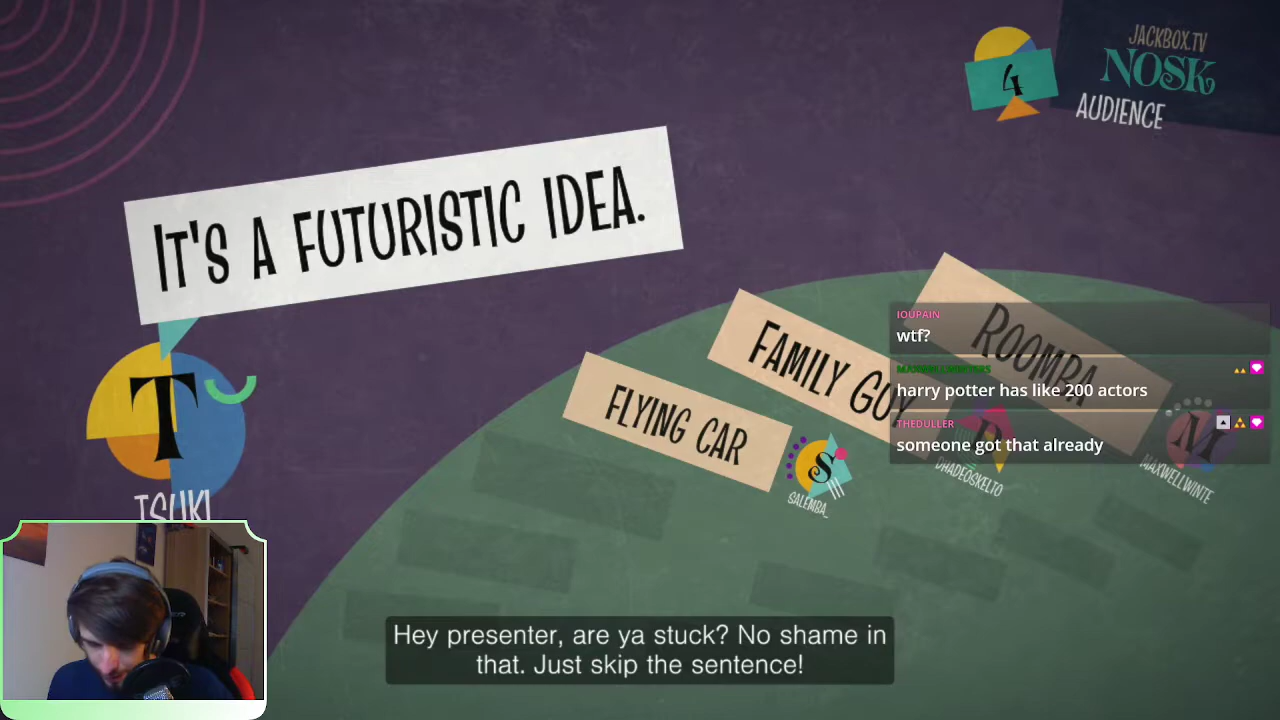 JACKBOX.TV
NOSK
4
AUDIENCE
IT'S A FUTURISTIC IDEA.
T
TSUKI
FLYING CAR
S
SALEMBA_
FAMILY GUY
D
DHADEOSKELTO
ROOMBA
M
MAXWELLWINTE
IOUPAIN
wtf?
MAXWELLWINTERS
harry potter has like 200 actors
THEDULLER
someone got that already
Hey presenter, are ya stuck? No shame in
that. Just skip the sentence!